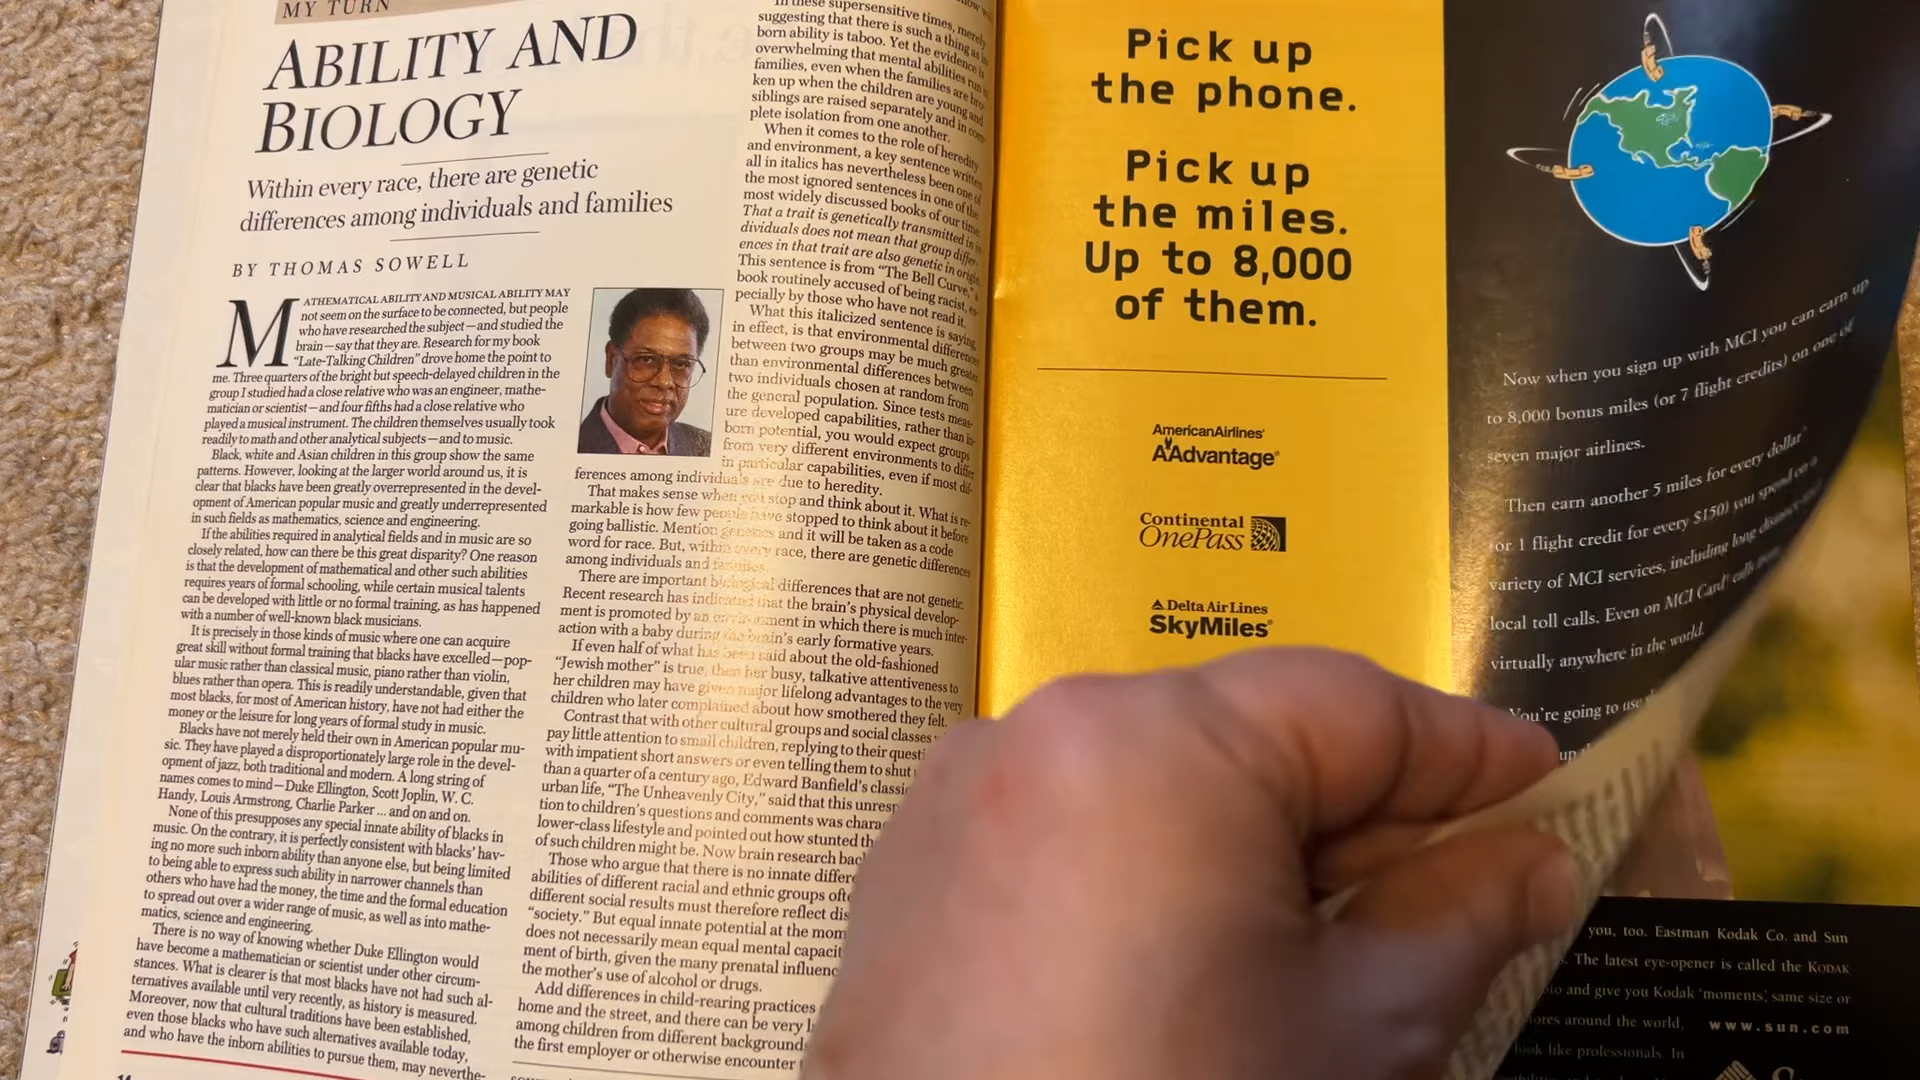 MY TURN
ABILITY AND
BIOLOGY
Within every race, there are genetic
differences among individuals and families
BY THOMAS SOWELL
MATHEMATICAL ABILITY AND MUSICAL ABILITY MAY
not seem on the surface to be connected, but people
who have researched the subject—and studied the
brain—say that they are. Research for my book
"Late-Talking Children" drove home the point to
me. Three quarters of the bright but speech-delayed children in the
group I studied had a close relative who was an engineer, mathe-
matician or scientist—and four fifths had a close relative who
played a musical instrument. The children themselves usually took
readily to math and other analytical subjects—and to music.
Black, white and Asian children in this group show the same
patterns. However, looking at the larger world around us, it is
clear that blacks have been greatly overrepresented in the devel-
opment of American popular music and greatly underrepresented
in such fields as mathematics, science and engineering.
If the abilities required in analytical fields and in music are so
closely related, how can there be this great disparity? One reason
is that the development of mathematical and other such abilities
requires years of formal schooling, while certain musical talents
can be developed with little or no formal training, as has happened
with a number of well-known black musicians.
It is precisely in those kinds of music where one can acquire
great skill without formal training that blacks have excelled—pop-
ular music rather than classical music, piano rather than violin,
blues rather than opera. This is readily understandable, given that
most blacks, for most of American history, have not had either the
money or the leisure for long years of formal study in music.
Blacks have not merely held their own in American popular mu-
sic. They have played a disproportionately large role in the devel-
opment of jazz, both traditional and modern. A long string of
names comes to mind—Duke Ellington, Scott Joplin, W. C.
Handy, Louis Armstrong, Charlie Parker ... and on and on.
None of this presupposes any special innate ability of blacks in
music. On the contrary, it is perfectly consistent with blacks' hav-
ing no more such inborn ability than anyone else, but being limited
to being able to express such ability in narrower channels than
others who have had the money, the time and the formal education
to spread out over a wider range of music, as well as into mathe-
matics, science and engineering.
There is no way of knowing whether Duke Ellington would
have become a mathematician or scientist under other circum-
stances. What is clearer is that most blacks have not had such al-
ternatives available until very recently, as history is measured.
Moreover, now that cultural traditions have been established,
even those blacks who have such alternatives available today,
and who have the inborn abilities to pursue them, may neverthe-
In these supersensitive times, merely
suggesting that there is such a thing as in-
born ability is taboo. Yet the evidence is
overwhelming that mental abilities run in
families, even when the families are bro-
ken up when the children are young and
siblings are raised separately and in com-
plete isolation from one another.
When it comes to the role of heredity
and environment, a key sentence written
all in italics has nevertheless been one of
the most ignored sentences in one of the
most widely discussed books of our time:
That a trait is genetically transmitted in in-
dividuals does not mean that group differ-
ences in that trait are also genetic in origin.
This sentence is from "The Bell Curve," a
book routinely accused of being racist, es-
pecially by those who have not read it.
What this italicized sentence is saying,
in effect, is that environmental differences
between two groups may be much greater
than environmental differences between
two individuals chosen at random from
the general population. Since tests meas-
ure developed capabilities, rather than in-
born potential, you would expect groups
from very different environments to differ
in particular capabilities, even if most dif-
ferences among individuals are due to heredity.
That makes sense when you stop and think about it. What is re-
markable is how few people have stopped to think about it before
going ballistic. Mention genetics and it will be taken as a code
word for race. But, within every race, there are genetic differences
among individuals and families.
There are important biological differences that are not genetic.
Recent research has indicated that the brain's physical develop-
ment is promoted by an environment in which there is much inter-
action with a baby during the brain's early formative years.
If even half of what has been said about the old-fashioned
"Jewish mother" is true, then her busy, talkative attentiveness to
her children may have given major lifelong advantages to the very
children who later complained about how smothered they felt.
Contrast that with other cultural groups and social classes
pay little attention to small children, replying to their questi
with impatient short answers or even telling them to shut
than a quarter of a century ago, Edward Banfield's classic
urban life, "The Unheavenly City," said that this unresp
tion to children's questions and comments was chara
lower-class lifestyle and pointed out how stunted th
of such children might be. Now brain research bac
Those who argue that there is no innate differe
abilities of different racial and ethnic groups ofte
different social results must therefore reflect dis
"society." But equal innate potential at the mom
does not necessarily mean equal mental capacit
ment of birth, given the many prenatal influenc
the mother's use of alcohol or drugs.
Add differences in child-rearing practices
home and the street, and there can be very l
among children from different background
the first employer or otherwise encounter
Pick up
the phone.
Pick up
the miles.
Up to 8,000
of them.
AmericanAirlines®
AAdvantage®
Continental
OnePass
Delta Air Lines
SkyMiles®
Now when you sign up with MCI you can earn up
to 8,000 bonus miles (or 7 flight credits) on one of
seven major airlines.
Then earn another 5 miles for every dollar
or 1 flight credit for every $150) you spend on a
variety of MCI services, including long distance
local toll calls. Even on MCI Card® calls from
virtually anywhere in the world.
You're going to use
up
you, too. Eastman Kodak Co. and Sun
The latest eye-opener is called the KODAK
and give you Kodak 'moments,' same size or
around the world, www.sun.com
look like professionals. In